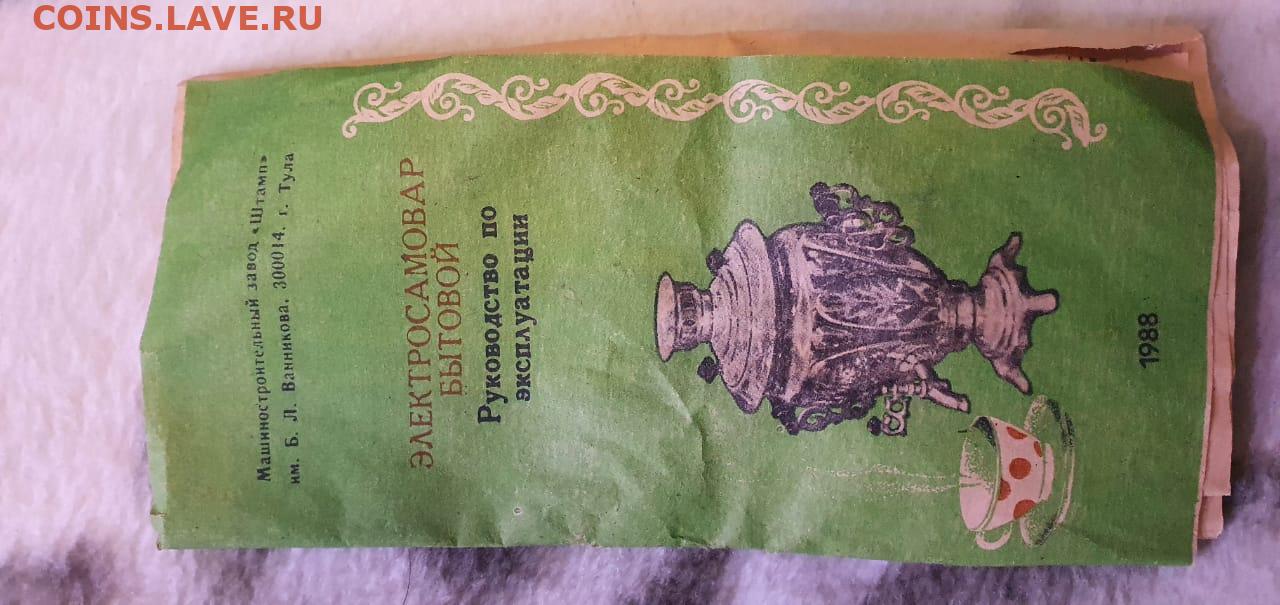 COINS.LAVE.RU
Машиностроительный завод «Штамп»
им. Б. Л. Ванникова. 300014. г. Тула
ЭЛЕКТРОСАМОВАР
БЫТОВОЙ
Руководство по
эксплуатации
1988